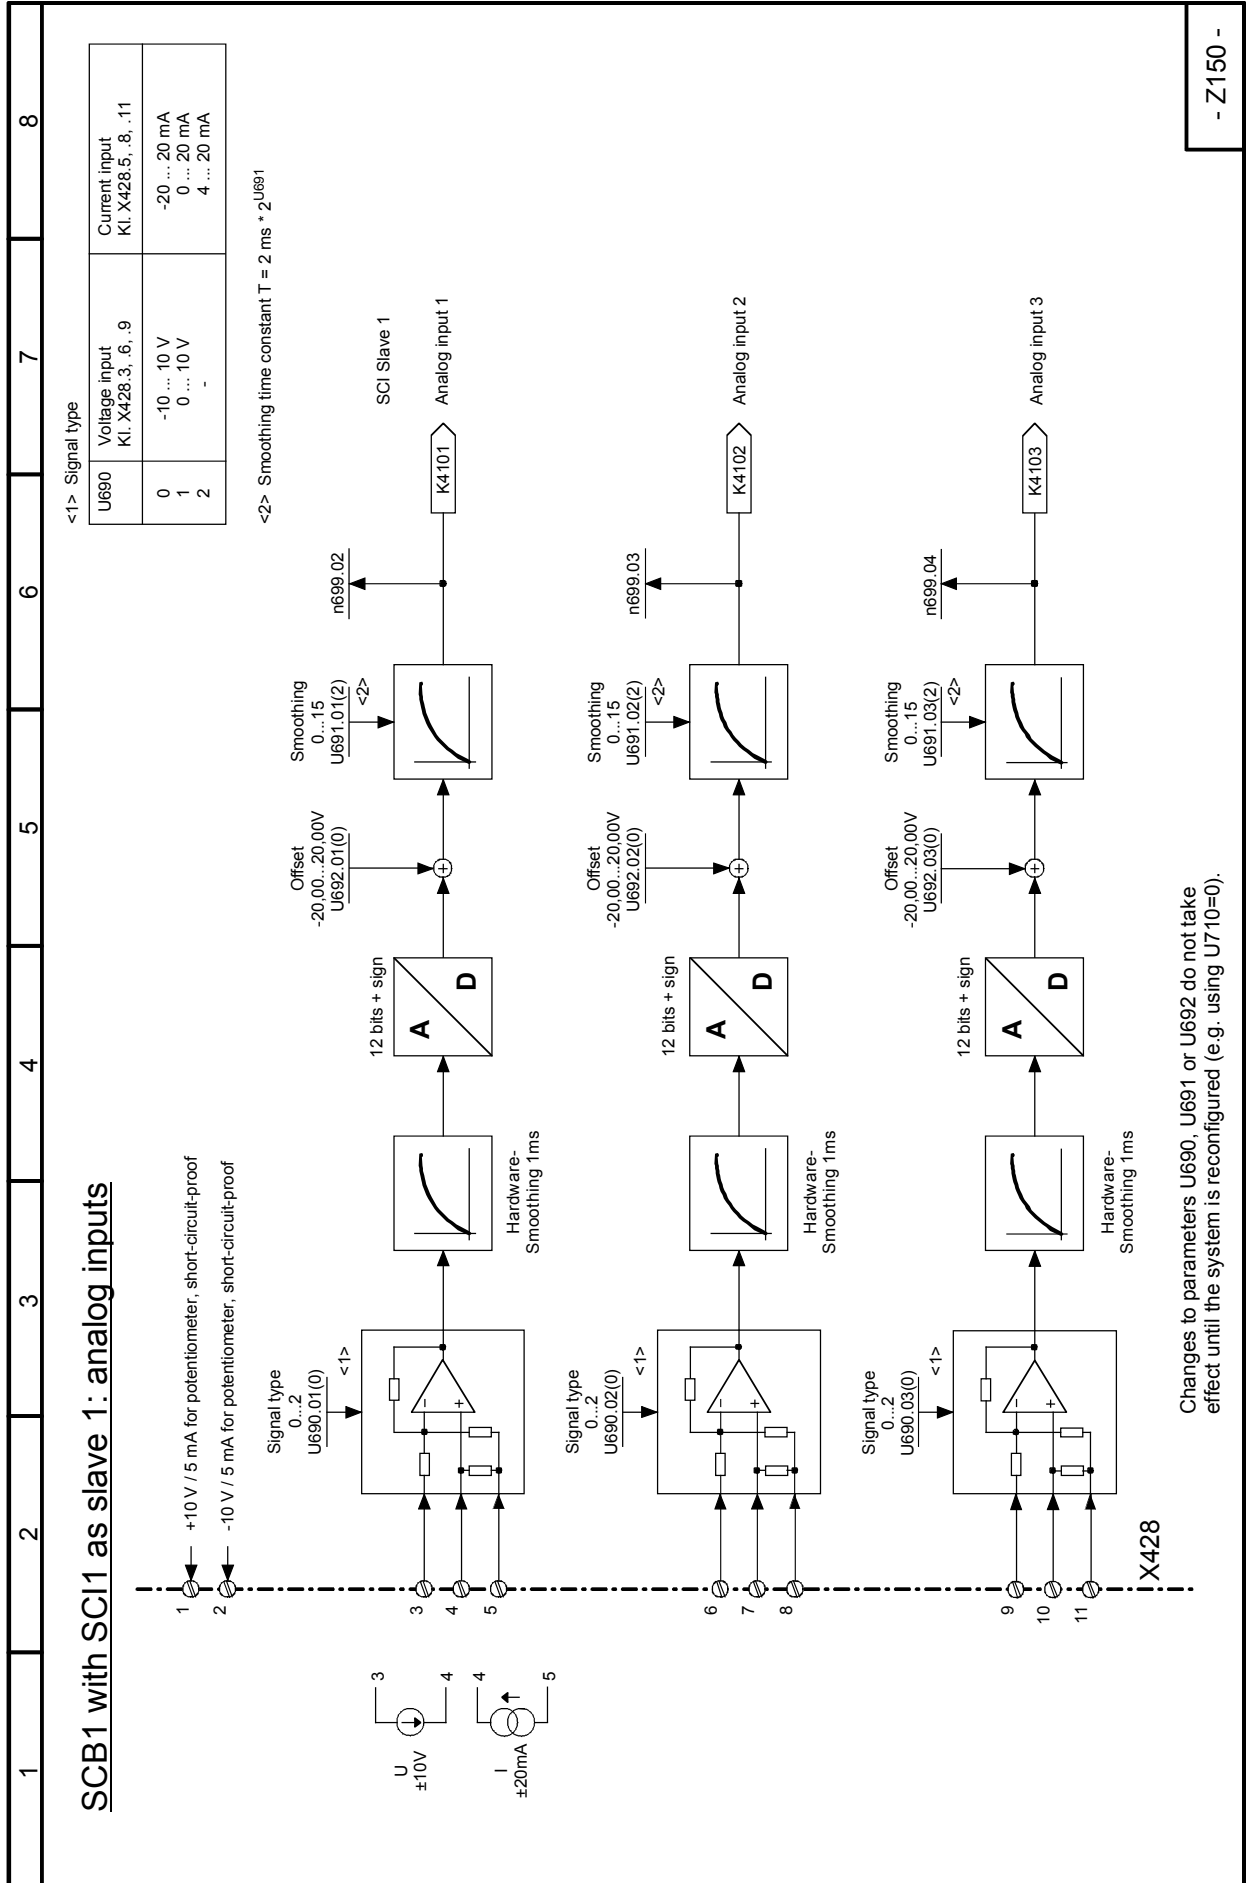 1 2 3 4 5 6 7 8
SCB1 with SCI1 as slave 1: analog inputs
<1> Signal type
U690 Voltage input Current input
Kl. X428.3, .6, .9 Kl. X428.5, .8, .11
0 -10 ... 10 V -20 ... 20 mA
1 0 ... 10 V 0 ... 20 mA
2 - 4 ... 20 mA
<2> Smoothing time constant T = 2 ms * 2^U691
1 +10 V / 5 mA for potentiometer, short-circuit-proof
2 -10 V / 5 mA for potentiometer, short-circuit-proof
Signal type
0...2
U690.01(0)
<1>
Offset
-20,00...20,00V
U692.01(0)
Smoothing
0...15
U691.01(2)
<2>
n699.02
SCI Slave 1
12 bits + sign
U
±10V
3
4
I
±20mA
4
5
3
4
5
-
+
A
D
+
K4101
Analog input 1
Hardware-
Smoothing 1ms
Signal type
0...2
U690.02(0)
<1>
Offset
-20,00...20,00V
U692.02(0)
Smoothing
0...15
U691.02(2)
<2>
n699.03
12 bits + sign
6
7
8
-
+
A
D
+
K4102
Analog input 2
Hardware-
Smoothing 1ms
Signal type
0...2
U690.03(0)
<1>
Offset
-20,00...20,00V
U692.03(0)
Smoothing
0...15
U691.03(2)
<2>
n699.04
12 bits + sign
9
10
11
-
+
A
D
+
K4103
Analog input 3
Hardware-
Smoothing 1ms
X428
Changes to parameters U690, U691 or U692 do not take
effect until the system is reconfigured (e.g. using U710=0).
- Z150 -